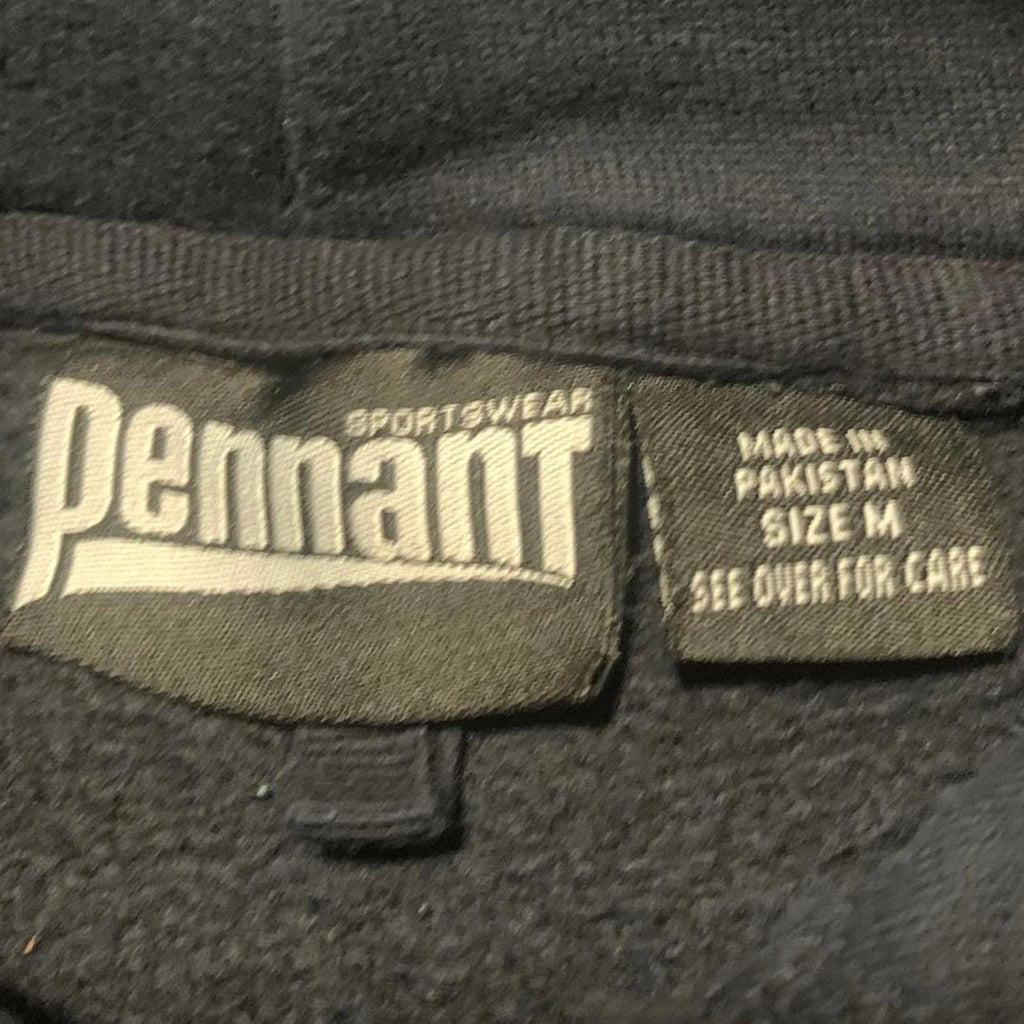 SPORTSWEAR
pennant
MADE IN
PAKISTAN
SIZE M
SEE OVER FOR CARE